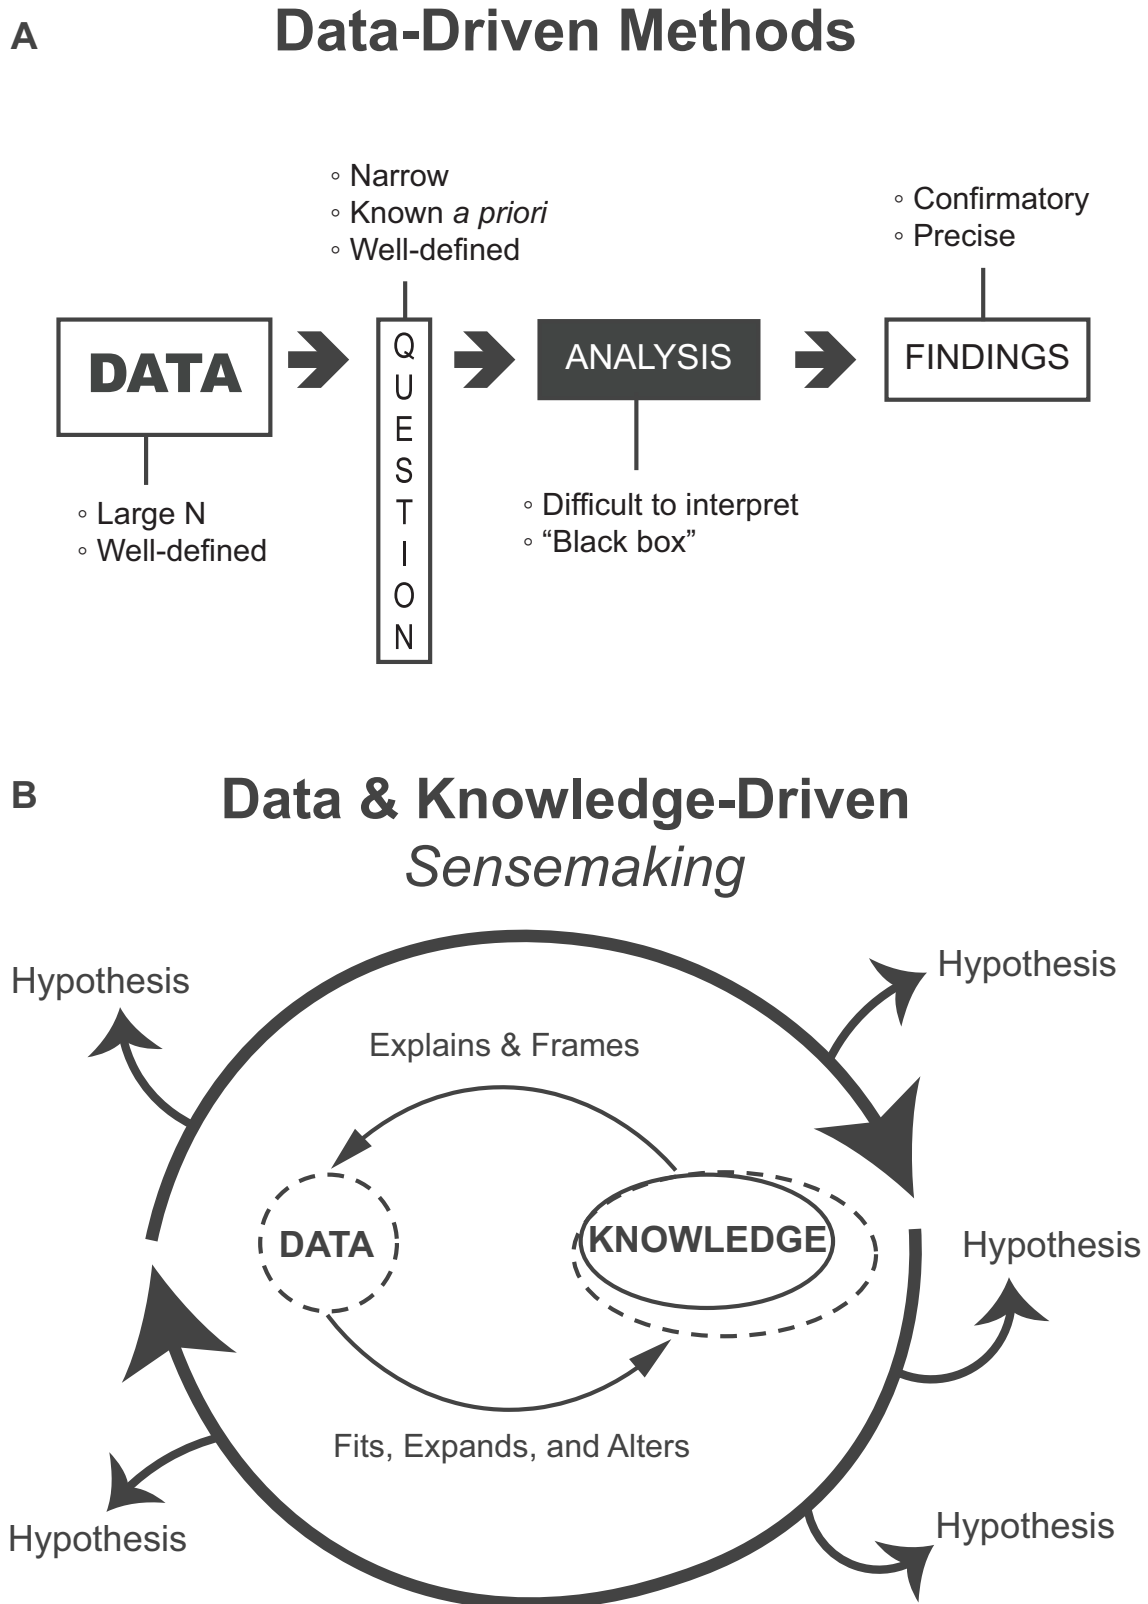 A
Data-Driven Methods
◦ Narrow
◦ Known a priori
◦ Well-defined
◦ Confirmatory
◦ Precise
DATA
QUESTION
ANALYSIS
FINDINGS
◦ Large N
◦ Well-defined
◦ Difficult to interpret
◦ “Black box”
B
Data & Knowledge-Driven
Sensemaking
Hypothesis
Hypothesis
Explains & Frames
DATA
KNOWLEDGE
Hypothesis
Fits, Expands, and Alters
Hypothesis
Hypothesis